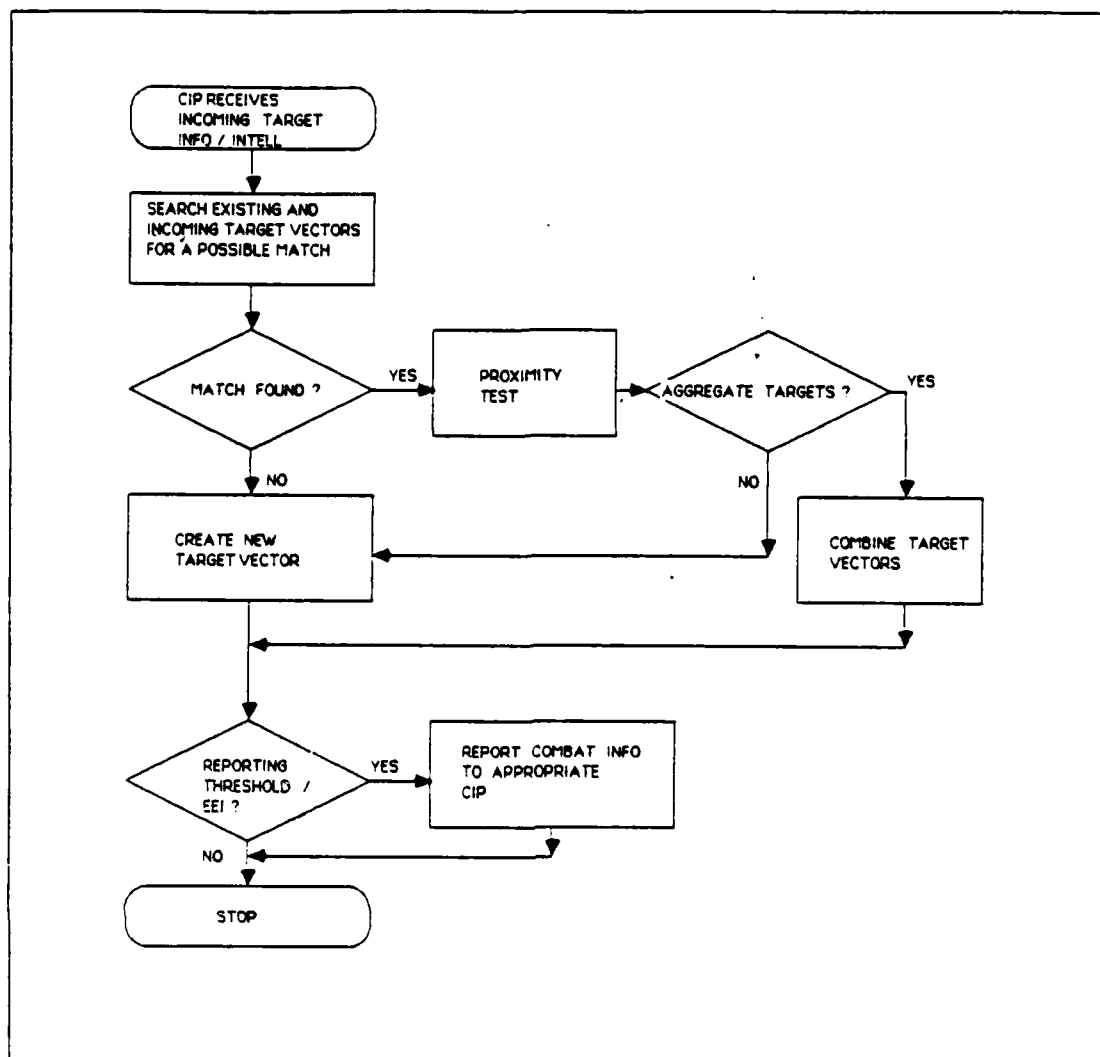 CIP RECEIVES
INCOMING TARGET
INFO / INTELL
SEARCH EXISTING AND
INCOMING TARGET VECTORS
FOR A POSSIBLE MATCH
MATCH FOUND ?
YES
PROXIMITY
TEST
AGGREGATE TARGETS ?
YES
NO
NO
CREATE NEW
TARGET VECTOR
COMBINE TARGET
VECTORS
REPORTING
THRESHOLD /
EEI ?
YES
REPORT COMBAT INFO
TO APPROPRIATE
CIP
NO
STOP